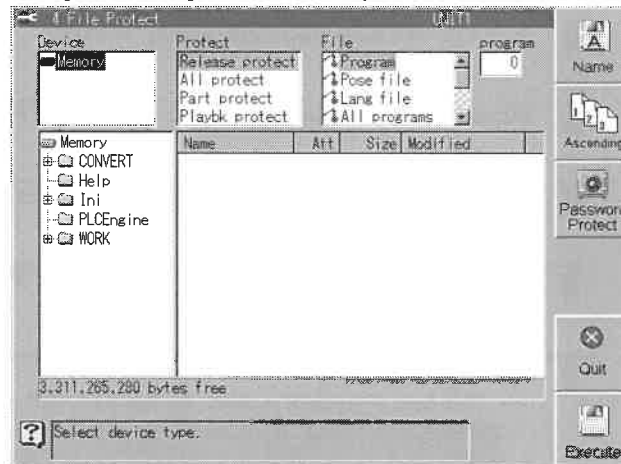 4 File Protect
UNIT1
Device
Memory
Protect
Release protect
All protect
Part protect
Playbk protect
File
Program
Pose file
Lang file
All programs
program
0
Memory
CONVERT
Help
Ini
PLCEngine
WORK
Name Att Size Modified
3.311.265.280 bytes free
Select device type.
Name
Ascending
Password
Protect
Quit
Execute